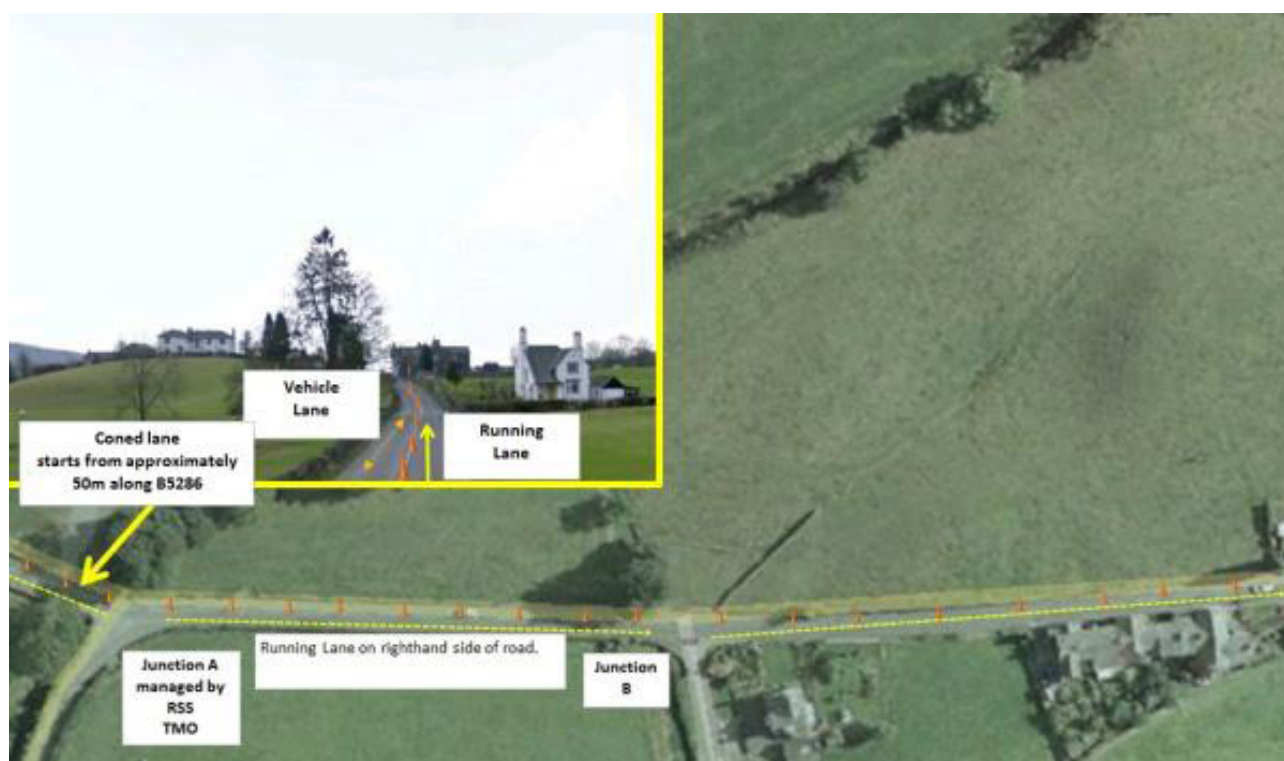 Vehicle
Lane
Running
Lane
Coned lane
starts from approximately
50m along B5286
Running Lane on righthand side of road.
Junction A
managed by
RSS
TMO
Junction
B